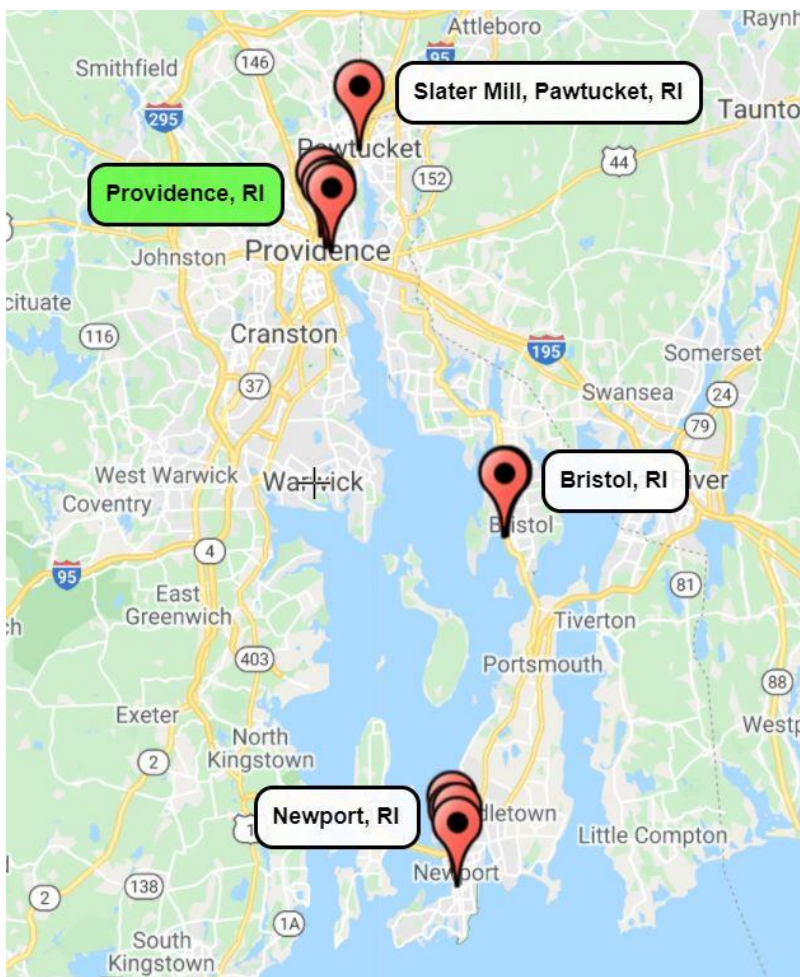 Attleboro
Raynh
Smithfield
146
95
Slater Mill, Pawtucket, RI
Taunto
295
Pawtucket
44
152
Providence, RI
Providence
Johnston
cituate
116
Cranston
195
Somerset
37
Swansea
24
79
West Warwick
Warwick
Bristol, RI
River
Coventry
Bristol
4
95
East
Greenwich
81
Tiverton
ch
403
Portsmouth
88
Exeter
North
Kingstown
Westp
2
Newport, RI
dletown
1
Little Compton
Newport
138
2
1A
South
Kingstown